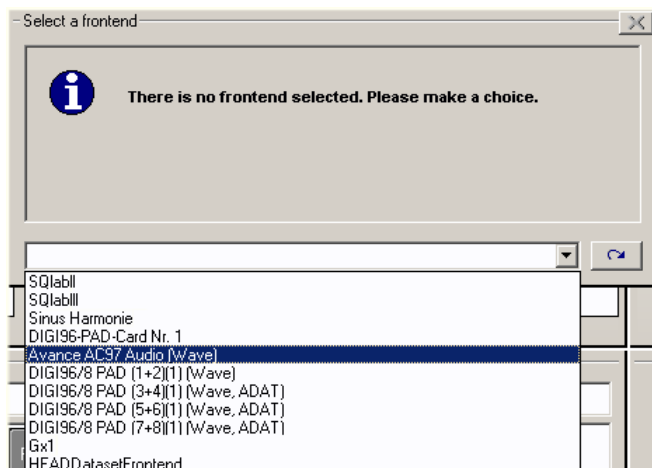 Select a frontend
There is no frontend selected. Please make a choice.
SQlabII
SQlabIII
Sinus Harmonie
DIGI96-PAD-Card Nr. 1
Avance AC97 Audio (Wave)
DIGI96/8 PAD (1+2)(1) (Wave)
DIGI96/8 PAD (3+4)(1) (Wave, ADAT)
DIGI96/8 PAD (5+6)(1) (Wave, ADAT)
DIGI96/8 PAD (7+8)(1) (Wave, ADAT)
Gx1
HEADDatasetFrontend